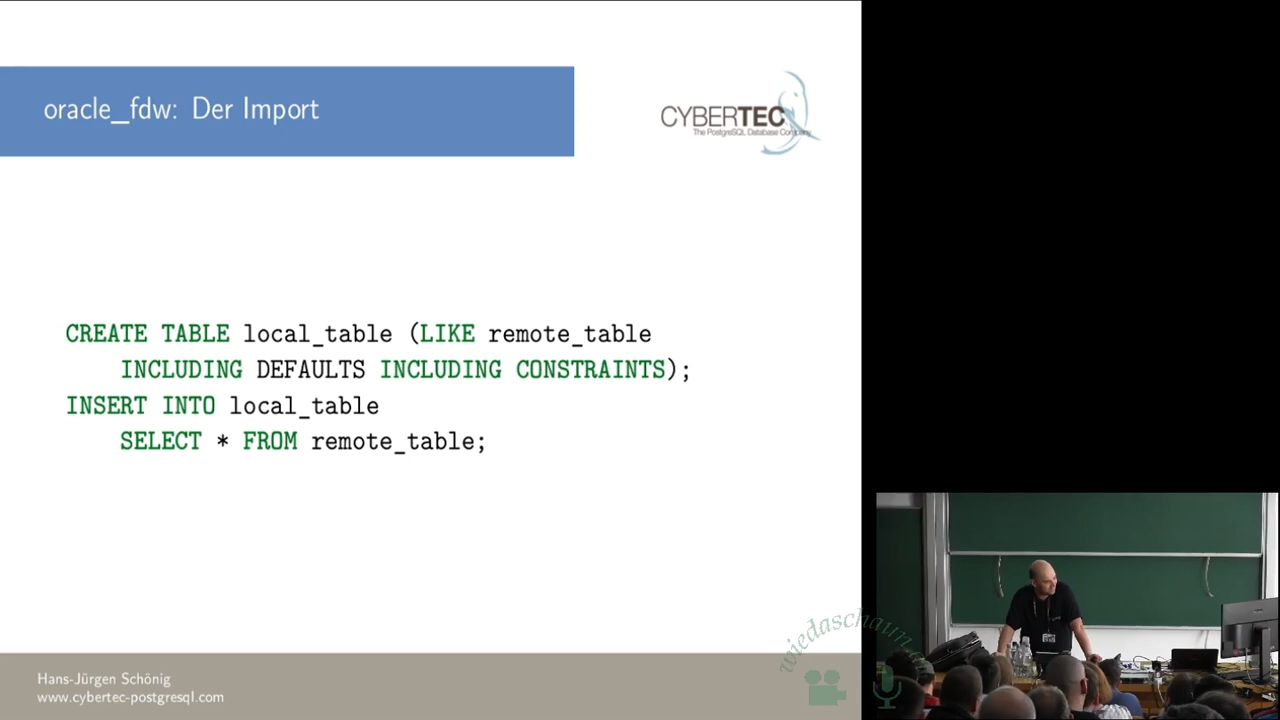 oracle_fdw: Der Import
CYBERTEC
The PostgreSQL Database Company
CREATE TABLE local_table (LIKE remote_table
INCLUDING DEFAULTS INCLUDING CONSTRAINTS);
INSERT INTO local_table
SELECT * FROM remote_table;
Hans-Jürgen Schönig
www.cybertec-postgresql.com